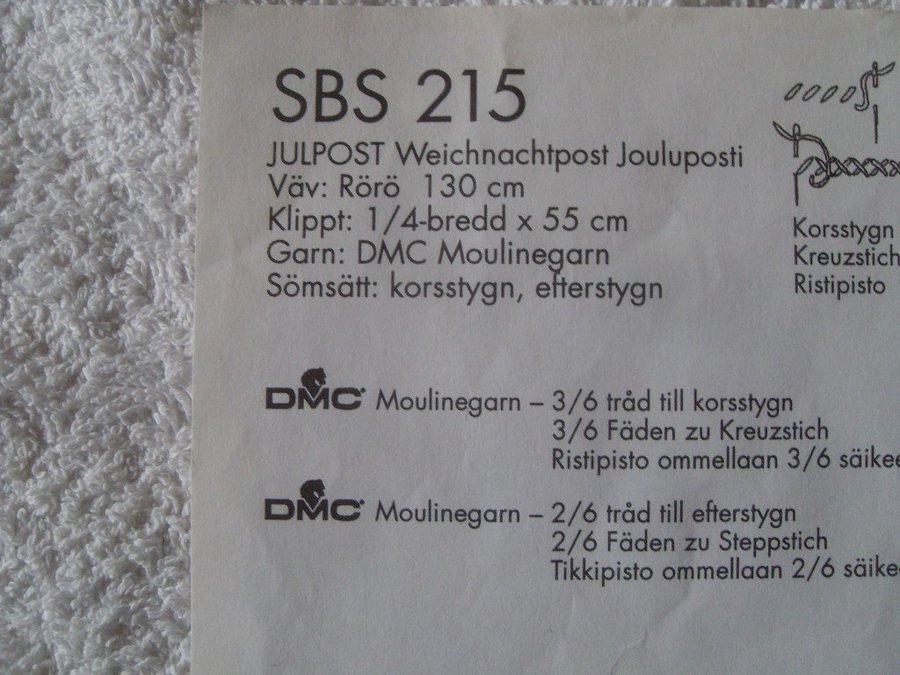 SBS 215
JULPOST Weichnachtpost Jouluposti
Väv: Rörö 130 cm
Klippt: 1/4-bredd x 55 cm
Garn: DMC Moulinegarn
Sömsätt: korsstygn, efterstygn
Korsstygn
Kreuzstich
Ristipisto
DMC Moulinegarn – 3/6 tråd till korsstygn
3/6 Fäden zu Kreuzstich
Ristipisto ommellaan 3/6 säikee
DMC Moulinegarn – 2/6 tråd till efterstygn
2/6 Fäden zu Steppstich
Tikkipisto ommellaan 2/6 säike